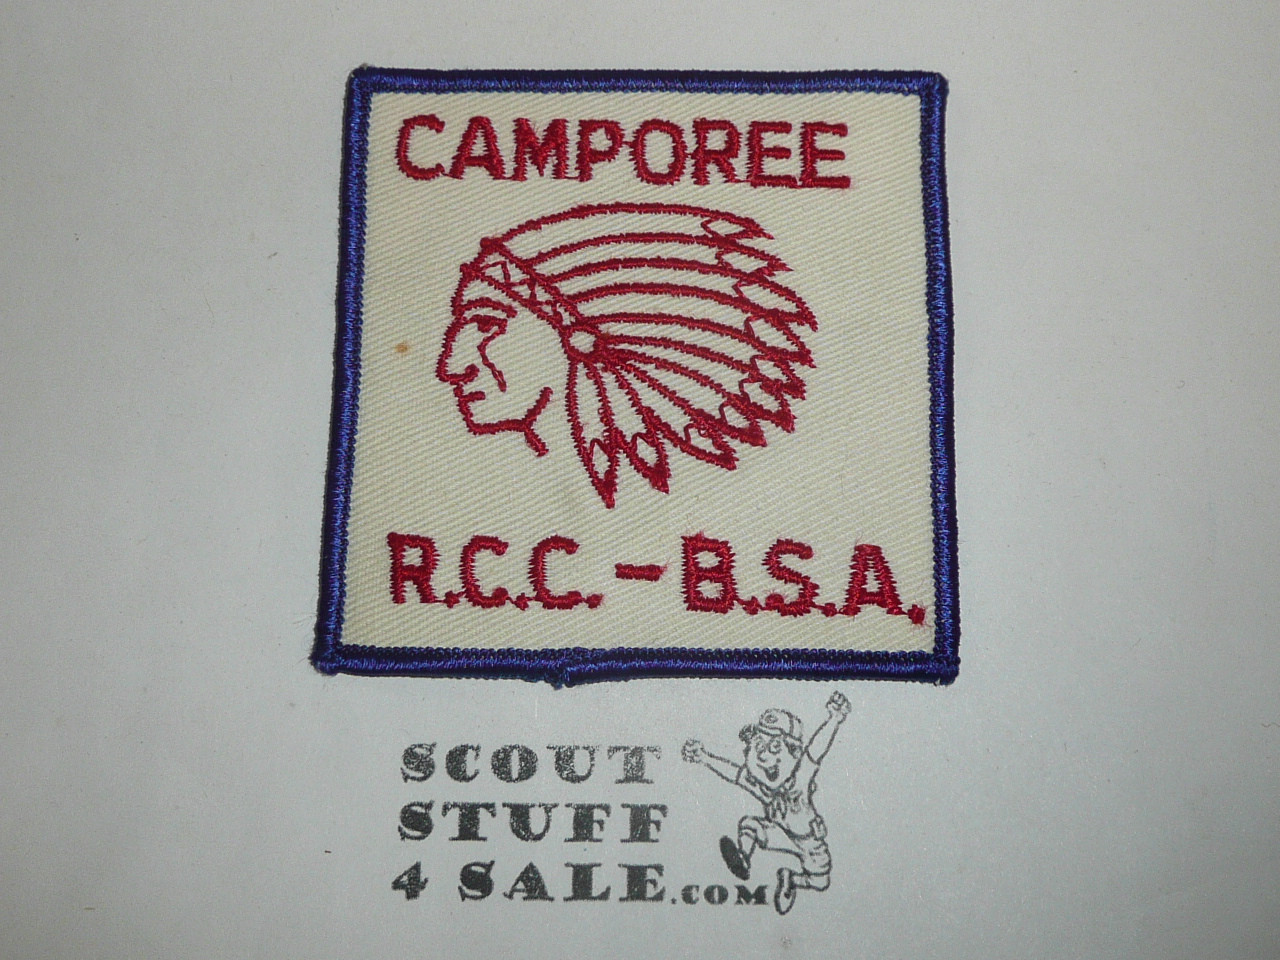 CAMPOREE
R.C.C.-B.S.A.
SCOUT
STUFF
4 SALE.COM